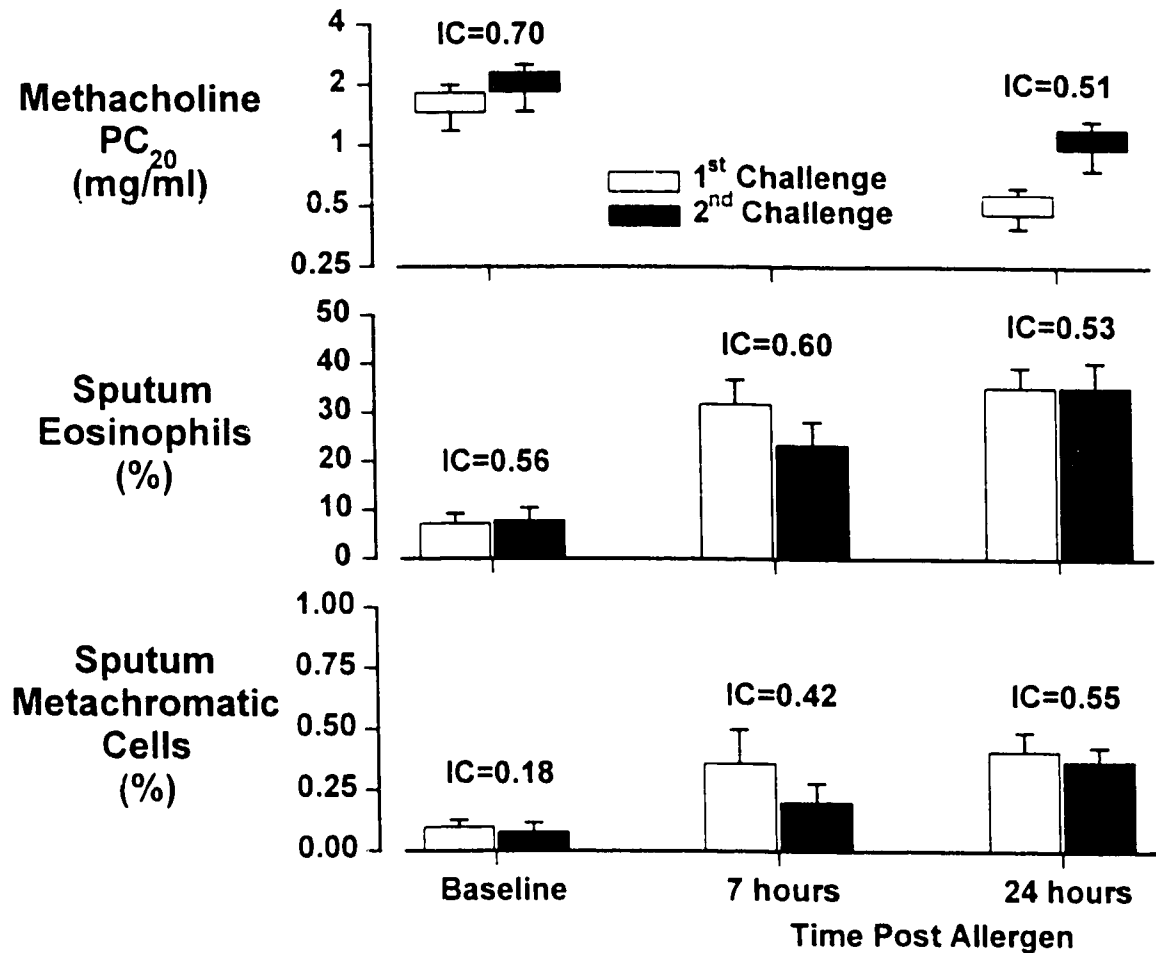 Methacholine
PC20
(mg/ml)
4
2
1
0.5
0.25
IC=0.70
IC=0.51
1st Challenge
2nd Challenge
Sputum
Eosinophils
(%)
50
40
30
20
10
0
IC=0.56
IC=0.60
IC=0.53
Sputum
Metachromatic
Cells
(%)
1.00
0.75
0.50
0.25
0.00
IC=0.18
IC=0.42
IC=0.55
Baseline
7 hours
24 hours
Time Post Allergen